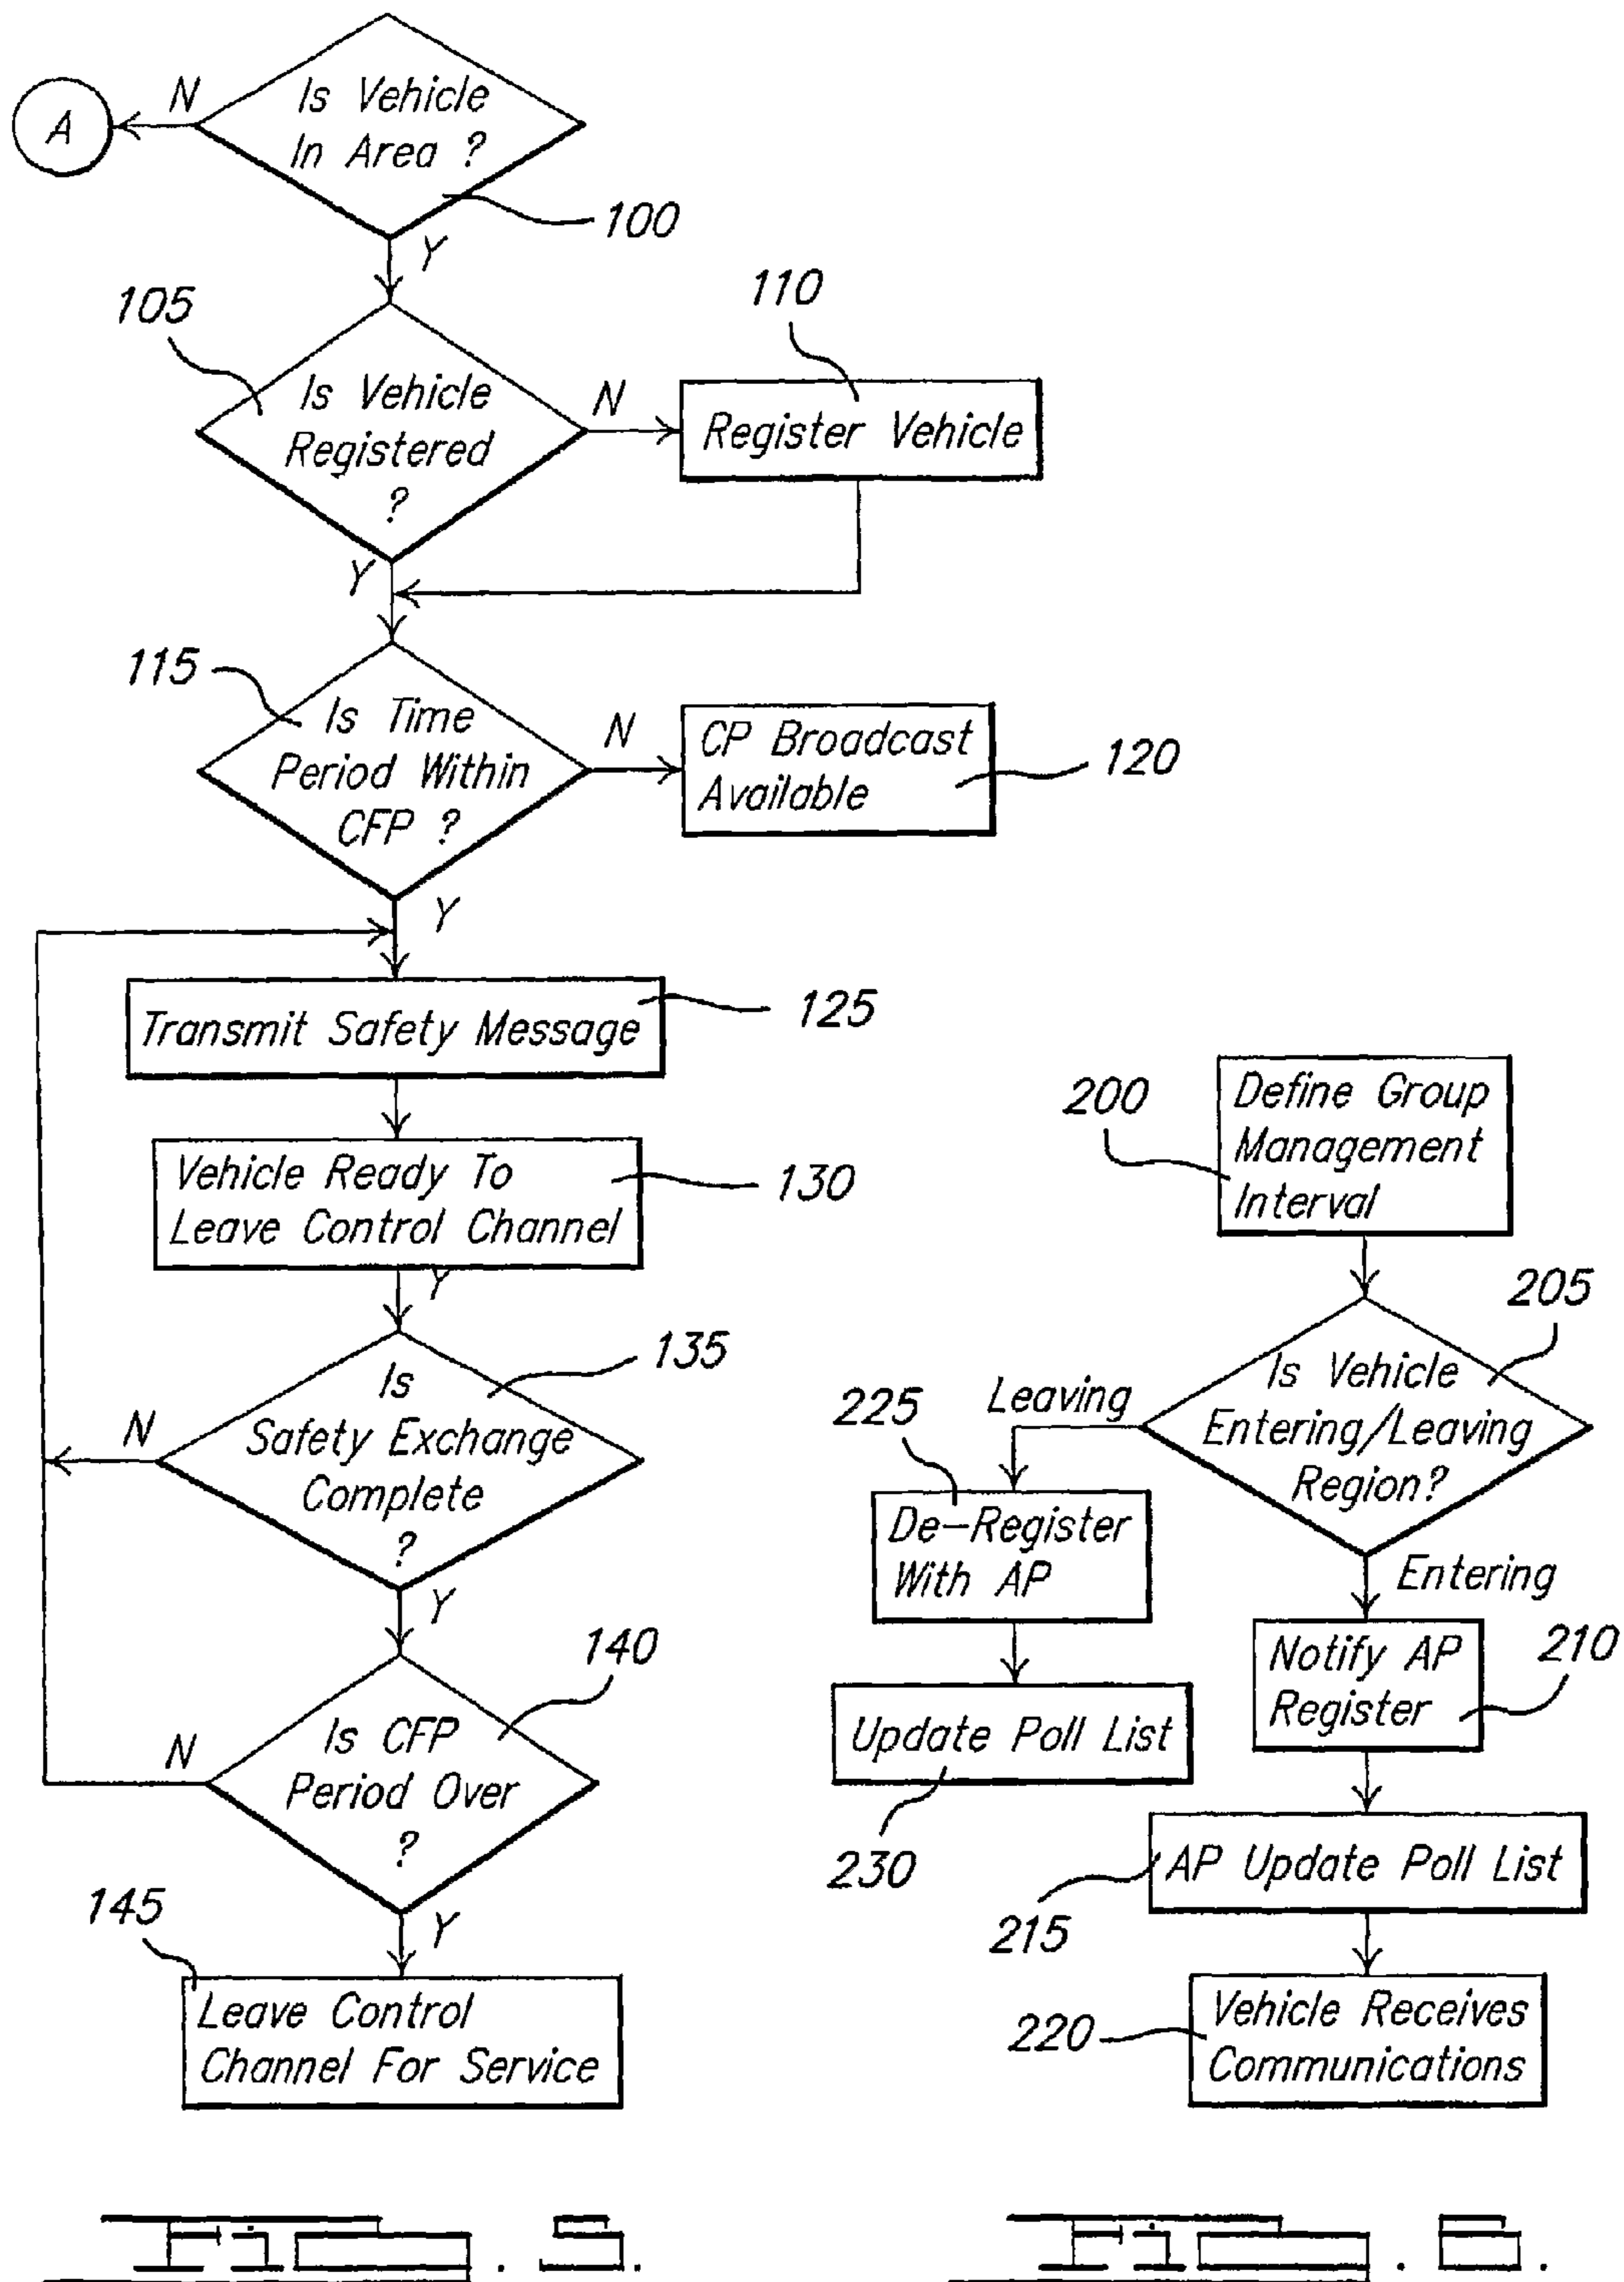 A
N
Is Vehicle
In Area ?
100
Y
105
Is Vehicle
Registered
?
N
110
Register Vehicle
Y
115
Is Time
Period Within
CFP ?
N
CP Broadcast
Available
120
Y
Transmit Safety Message
125
Vehicle Ready To
Leave Control Channel
130
Y
135
Is
Safety Exchange
Complete
?
N
Y
140
Is CFP
Period Over
?
N
Y
145
Leave Control
Channel For Service
200
Define Group
Management
Interval
205
Is Vehicle
Entering/Leaving
Region?
Leaving
225
De-Register
With AP
Update Poll List
230
Entering
Notify AP
Register
210
AP Update Poll List
215
Vehicle Receives
Communications
220